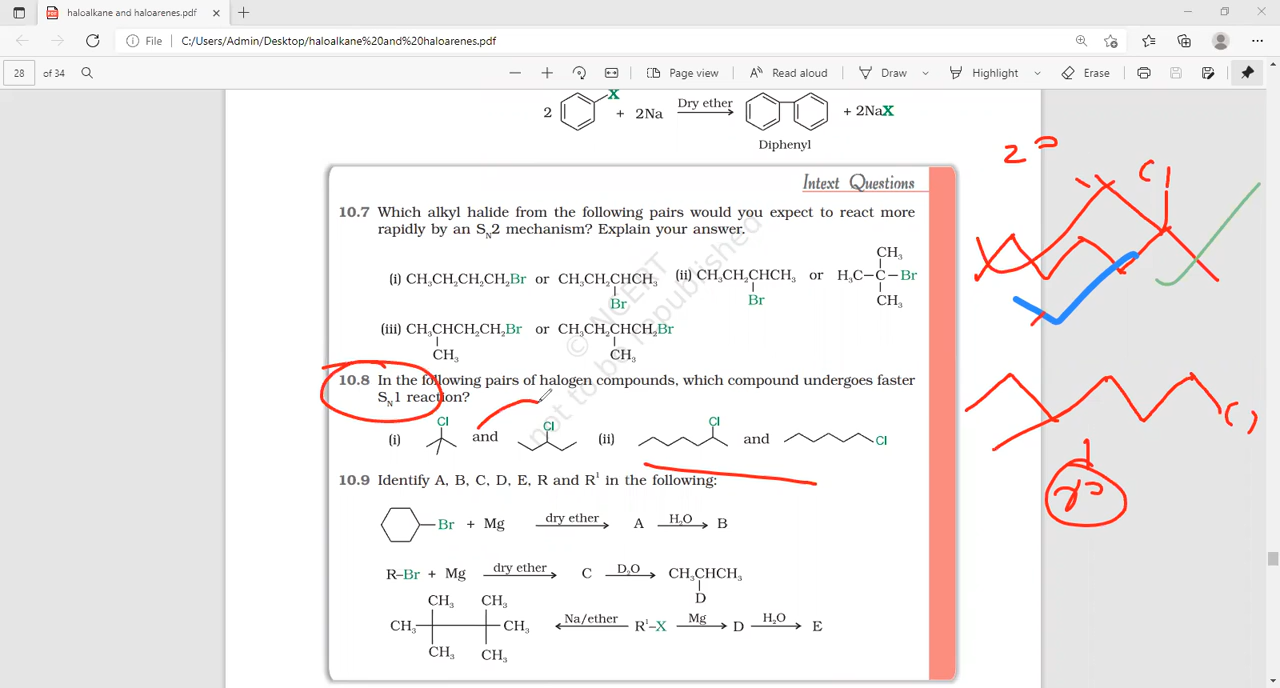 haloalkane and haloarenes.pdf
File C:/Users/Admin/Desktop/haloalkane%20and%20haloarenes.pdf
28 of 34 Page view Read aloud Draw Highlight Erase
2 X + 2Na Dry ether + 2NaX
Diphenyl
Intext Questions
10.7 Which alkyl halide from the following pairs would you expect to react more
rapidly by an SN2 mechanism? Explain your answer.
(i) CH₃CH₂CH₂CH₂Br or CH₃CH₂CHCH₃ (ii) CH₃CH₂CHCH₃ or H₃C–C–Br
Br Br CH₃ CH₃
(iii) CH₃CHCH₂CH₂Br or CH₃CH₂CHCH₂Br
CH₃ CH₃
10.8 In the following pairs of halogen compounds, which compound undergoes faster
SN1 reaction?
(i) Cl and Cl (ii) Cl and Cl
10.9 Identify A, B, C, D, E, R and R¹ in the following:
Br + Mg dry ether A H₂O B
R–Br + Mg dry ether C D₂O CH₃CHCH₃
D
CH₃ CH₃
CH₃ CH₃ Na/ether R¹–X Mg D H₂O E
CH₃ CH₃
© NCERT
not to be republished
2°
Cl
Cl